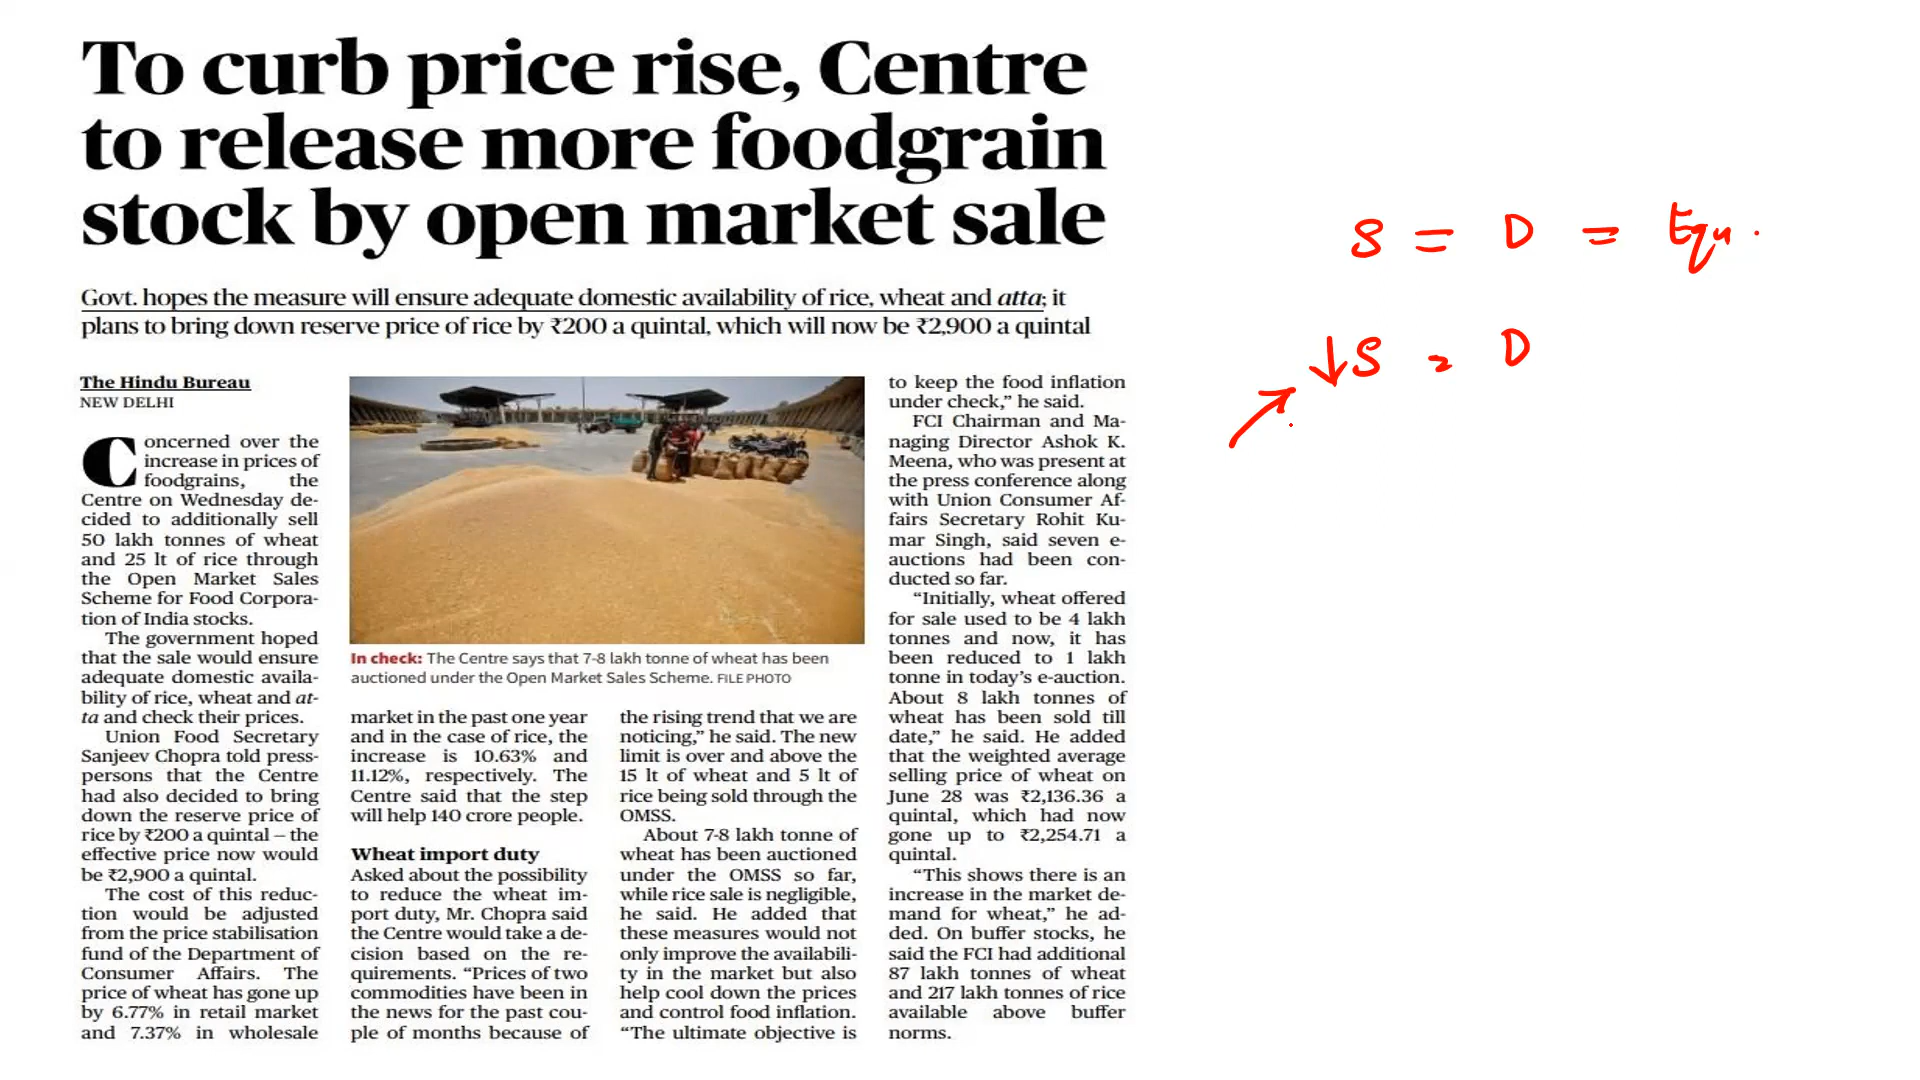 To curb price rise, Centre
to release more foodgrain
stock by open market sale
Govt. hopes the measure will ensure adequate domestic availability of rice, wheat and atta; it
plans to bring down reserve price of rice by ₹200 a quintal, which will now be ₹2,900 a quintal
The Hindu Bureau
NEW DELHI
Concerned over the
increase in prices of
foodgrains, the
Centre on Wednesday de-
cided to additionally sell
50 lakh tonnes of wheat
and 25 lt of rice through
the Open Market Sales
Scheme for Food Corpora-
tion of India stocks.
The government hoped
that the sale would ensure
adequate domestic availa-
bility of rice, wheat and at-
ta and check their prices.
Union Food Secretary
Sanjeev Chopra told press-
persons that the Centre
had also decided to bring
down the reserve price of
rice by ₹200 a quintal – the
effective price now would
be ₹2,900 a quintal.
The cost of this reduc-
tion would be adjusted
from the price stabilisation
fund of the Department of
Consumer Affairs. The
price of wheat has gone up
by 6.77% in retail market
and 7.37% in wholesale
In check: The Centre says that 7-8 lakh tonne of wheat has been
auctioned under the Open Market Sales Scheme. FILE PHOTO
market in the past one year
and in the case of rice, the
increase is 10.63% and
11.12%, respectively. The
Centre said that the step
will help 140 crore people.
Wheat import duty
Asked about the possibility
to reduce the wheat im-
port duty, Mr. Chopra said
the Centre would take a de-
cision based on the re-
quirements. “Prices of two
commodities have been in
the news for the past cou-
ple of months because of
the rising trend that we are
noticing,” he said. The new
limit is over and above the
15 lt of wheat and 5 lt of
rice being sold through the
OMSS.
About 7-8 lakh tonne of
wheat has been auctioned
under the OMSS so far,
while rice sale is negligible,
he said. He added that
these measures would not
only improve the availabili-
ty in the market but also
help cool down the prices
and control food inflation.
“The ultimate objective is
to keep the food inflation
under check,” he said.
FCI Chairman and Ma-
naging Director Ashok K.
Meena, who was present at
the press conference along
with Union Consumer Af-
fairs Secretary Rohit Ku-
mar Singh, said seven e-
auctions had been con-
ducted so far.
“Initially, wheat offered
for sale used to be 4 lakh
tonnes and now, it has
been reduced to 1 lakh
tonne in today’s e-auction.
About 8 lakh tonnes of
wheat has been sold till
date,” he said. He added
that the weighted average
selling price of wheat on
June 28 was ₹2,136.36 a
quintal, which had now
gone up to ₹2,254.71 a
quintal.
“This shows there is an
increase in the market de-
mand for wheat,” he ad-
ded. On buffer stocks, he
said the FCI had additional
87 lakh tonnes of wheat
and 217 lakh tonnes of rice
available above buffer
norms.
S = D = Equ.
↓S = D